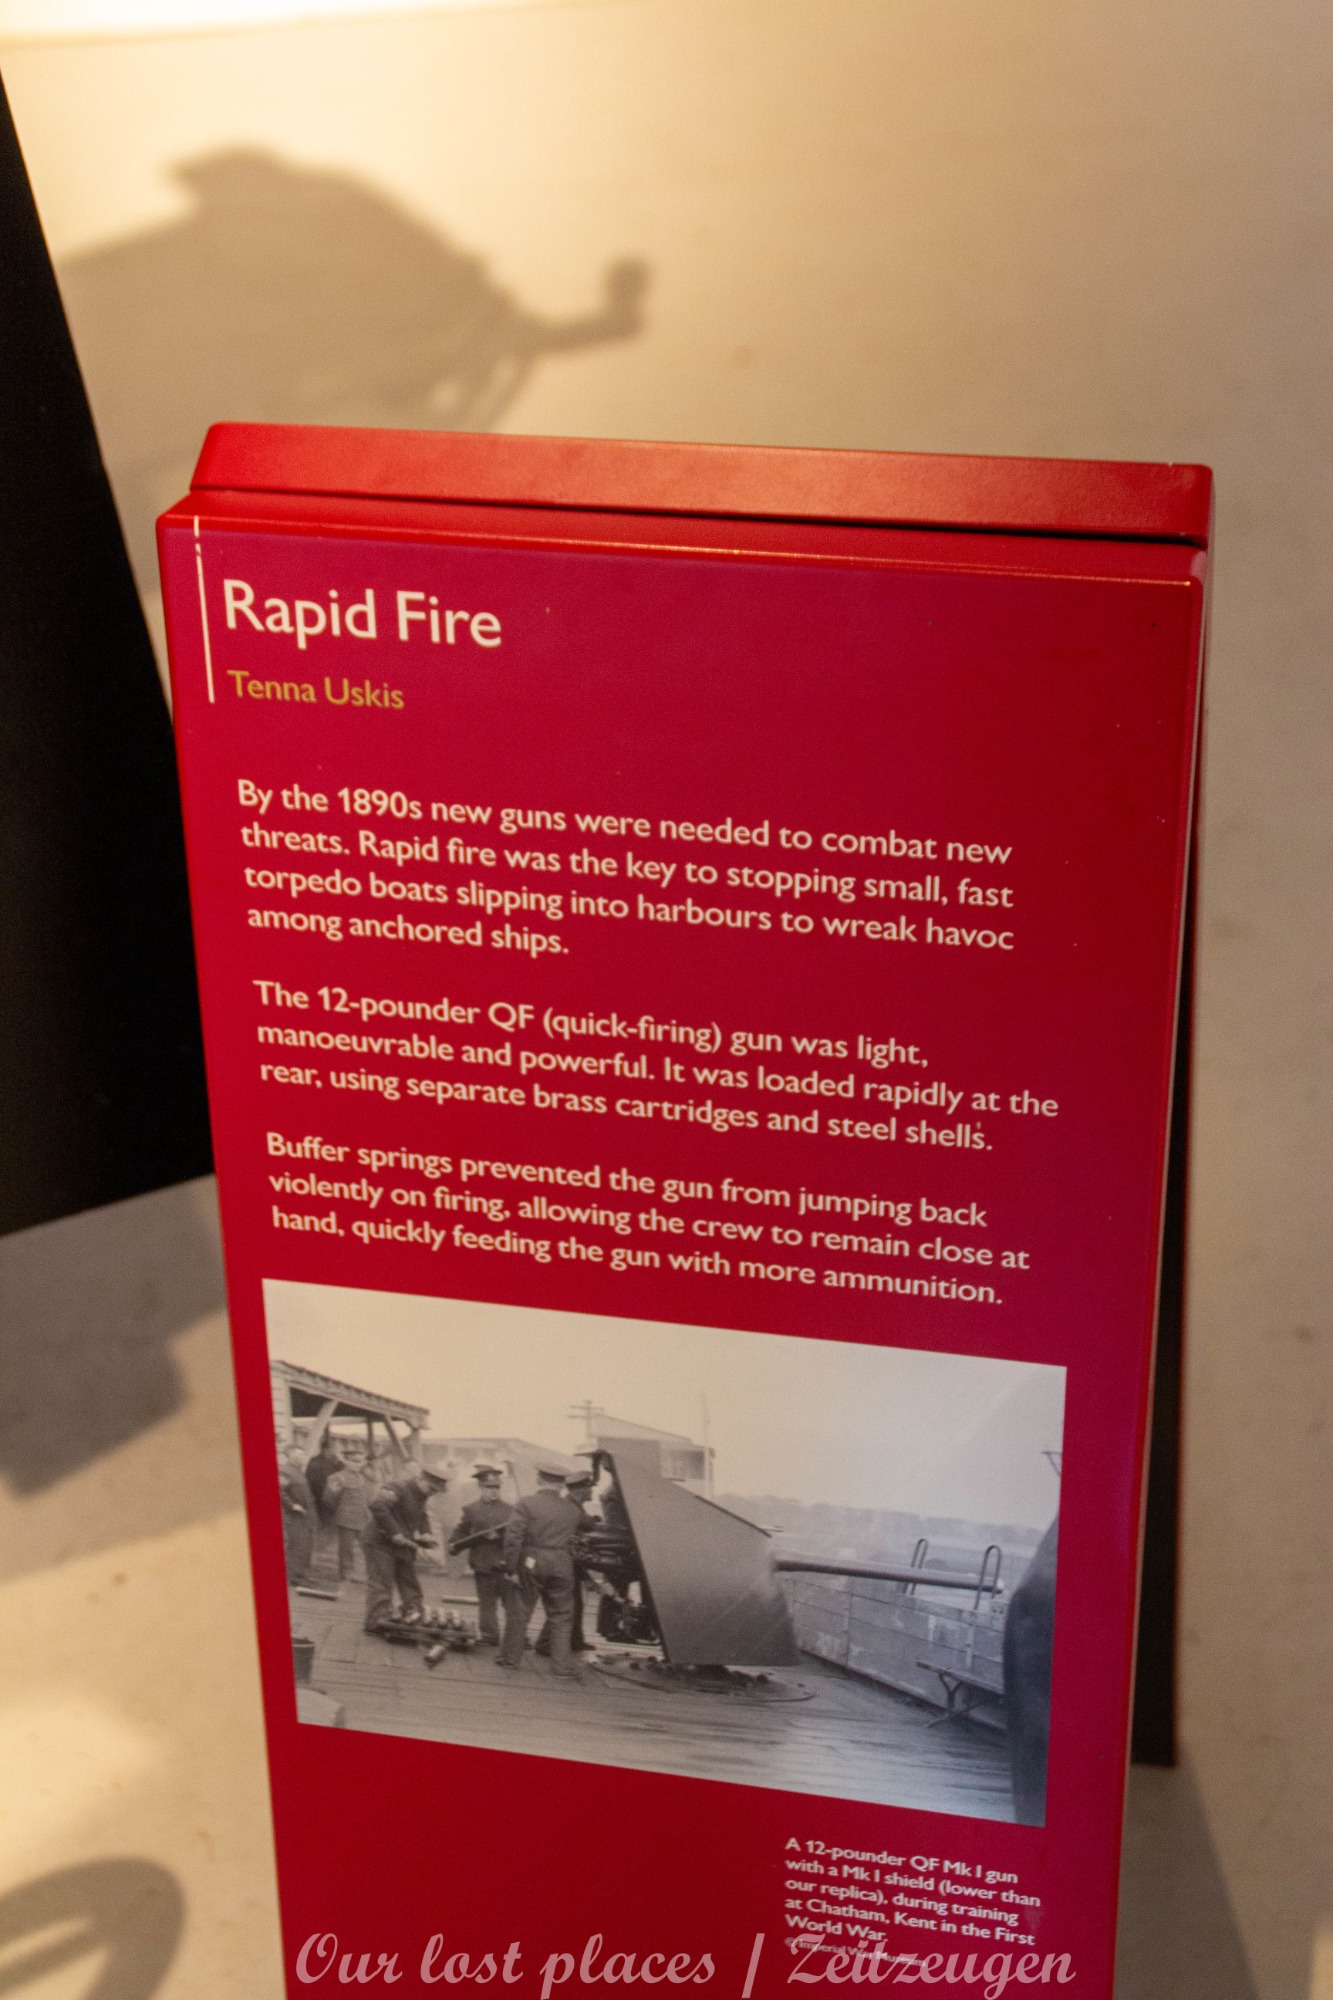 Rapid Fire
Tenna Uskis
By the 1890s new guns were needed to combat new
threats. Rapid fire was the key to stopping small, fast
torpedo boats slipping into harbours to wreak havoc
among anchored ships.
The 12-pounder QF (quick-firing) gun was light,
manoeuvrable and powerful. It was loaded rapidly at the
rear, using separate brass cartridges and steel shells.
Buffer springs prevented the gun from jumping back
violently on firing, allowing the crew to remain close at
hand, quickly feeding the gun with more ammunition.
A 12-pounder QF Mk I gun
with a Mk I shield (lower than
our replica), during training
at Chatham, Kent in the First
World War.
© Imperial War Museum
Our lost places / Zeitzeugen